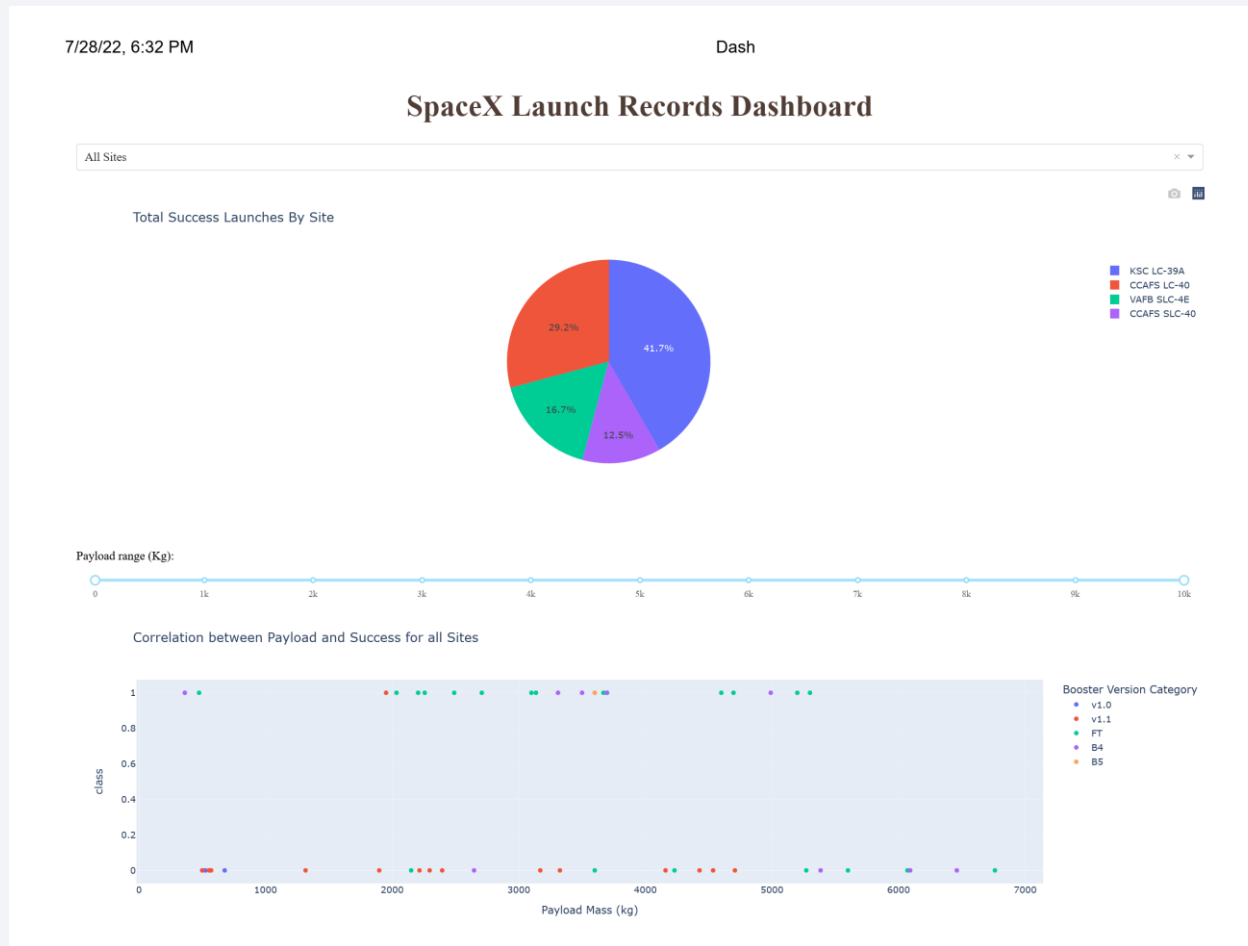 7/28/22, 6:32 PM Dash
SpaceX Launch Records Dashboard
All Sites × 
Total Success Launches By Site
KSC LC-39A
CCAFS LC-40
VAFB SLC-4E
CCAFS SLC-40
29.2%
41.7%
16.7%
12.5%
Payload range (Kg):
0 1k 2k 3k 4k 5k 6k 7k 8k 9k 10k
Correlation between Payload and Success for all Sites
Booster Version Category
v1.0
v1.1
FT
B4
B5
class
1
0.8
0.6
0.4
0.2
0
0 1000 2000 3000 4000 5000 6000 7000
Payload Mass (kg)